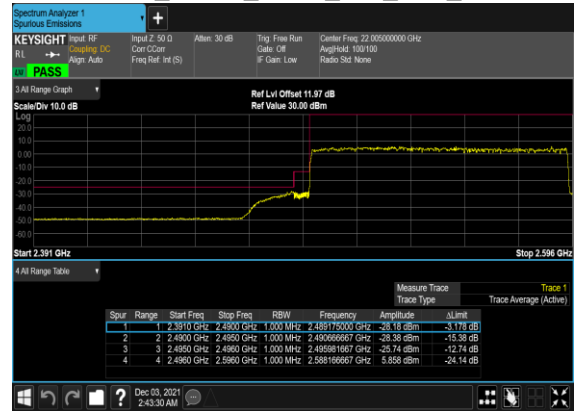 Spectrum Analyzer 1
Spurious Emissions
KEYSIGHT Input: RF Input Z: 50 Ω Atten: 30 dB Trig: Free Run Center Freq: 22.005000000 GHz
RL Coupling: DC Corr CCorr Gate: Off Avg|Hold: 100/100
Align: Auto Freq Ref: Int (S) IF Gain: Low Radio Std: None
PASS
3 All Range Graph
Ref Lvl Offset 11.97 dB
Scale/Div 10.0 dB Ref Value 30.00 dBm
Log
20.0
10.0
0.00
-10.0
-20.0
-30.0
-40.0
-50.0
-60.0
Start 2.391 GHz Stop 2.596 GHz
4 All Range Table
Measure Trace Trace 1
Trace Type Trace Average (Active)
Spur Range Start Freq Stop Freq RBW Frequency Amplitude ΔLimit
1 1 2.3910 GHz 2.4900 GHz 1.000 MHz 2.489175000 GHz -28.18 dBm -3.178 dB
2 2 2.4900 GHz 2.4950 GHz 1.000 MHz 2.490666667 GHz -28.38 dBm -15.38 dB
3 3 2.4950 GHz 2.4960 GHz 1.000 MHz 2.495981667 GHz -25.74 dBm -12.74 dB
4 4 2.4960 GHz 2.5960 GHz 1.000 MHz 2.588166667 GHz 5.858 dBm -24.14 dB
? Dec 03, 2021
2:43:30 AM